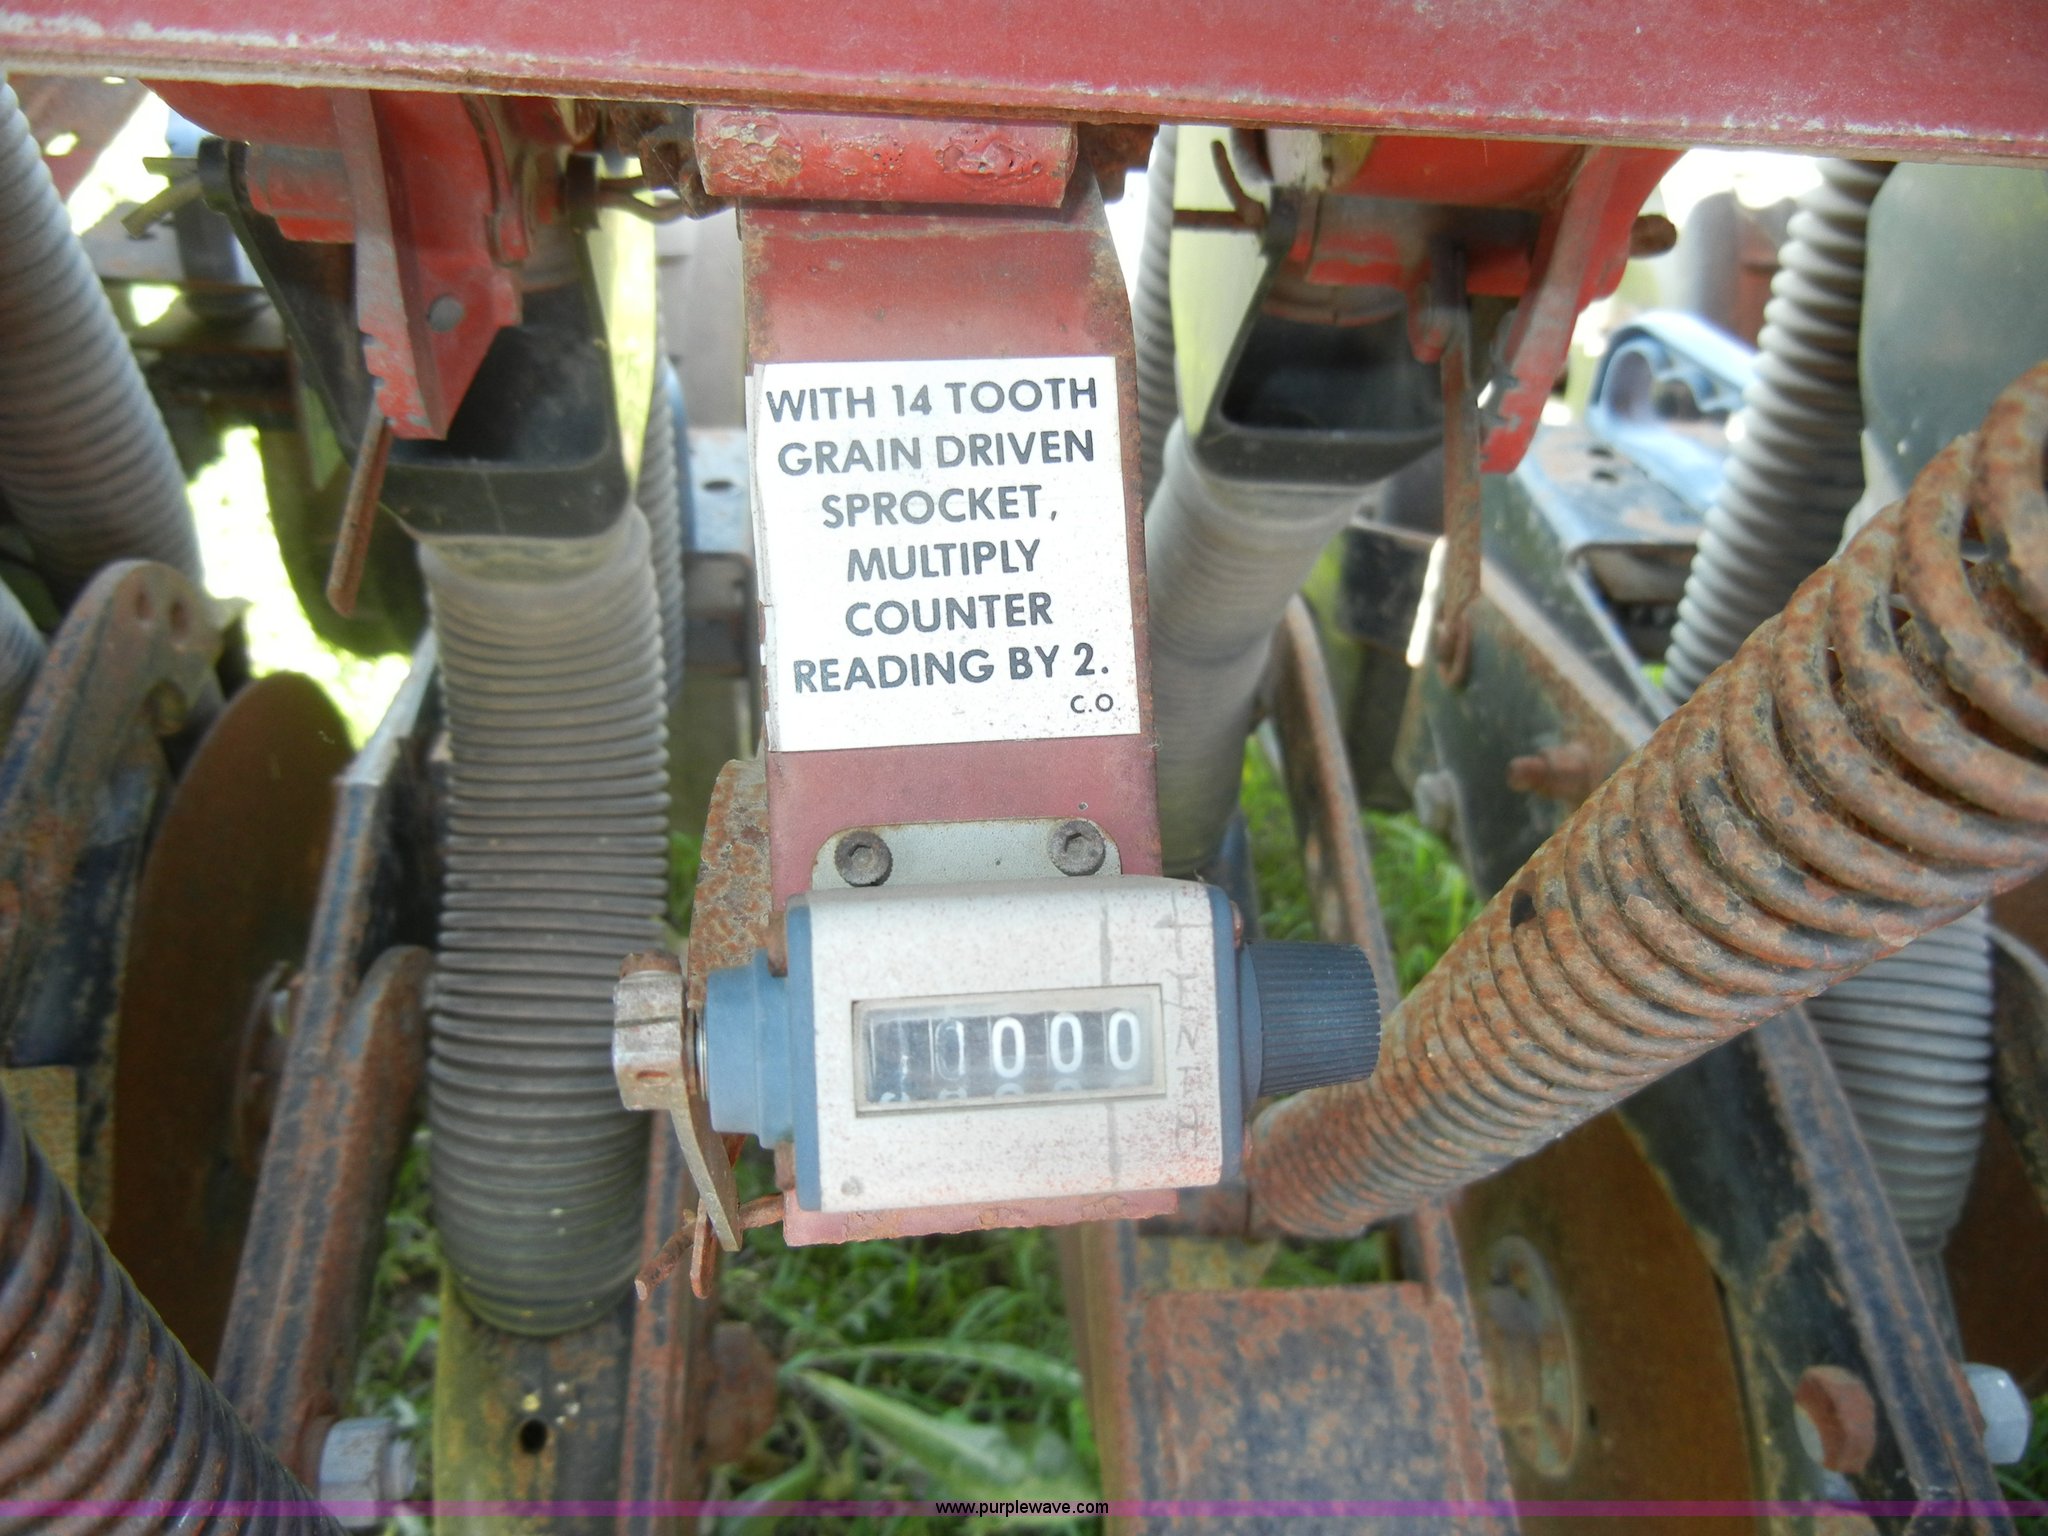 WITH 14 TOOTH
GRAIN DRIVEN
SPROCKET,
MULTIPLY
COUNTER
READING BY 2.
C.O.
0000
www.purplewave.com